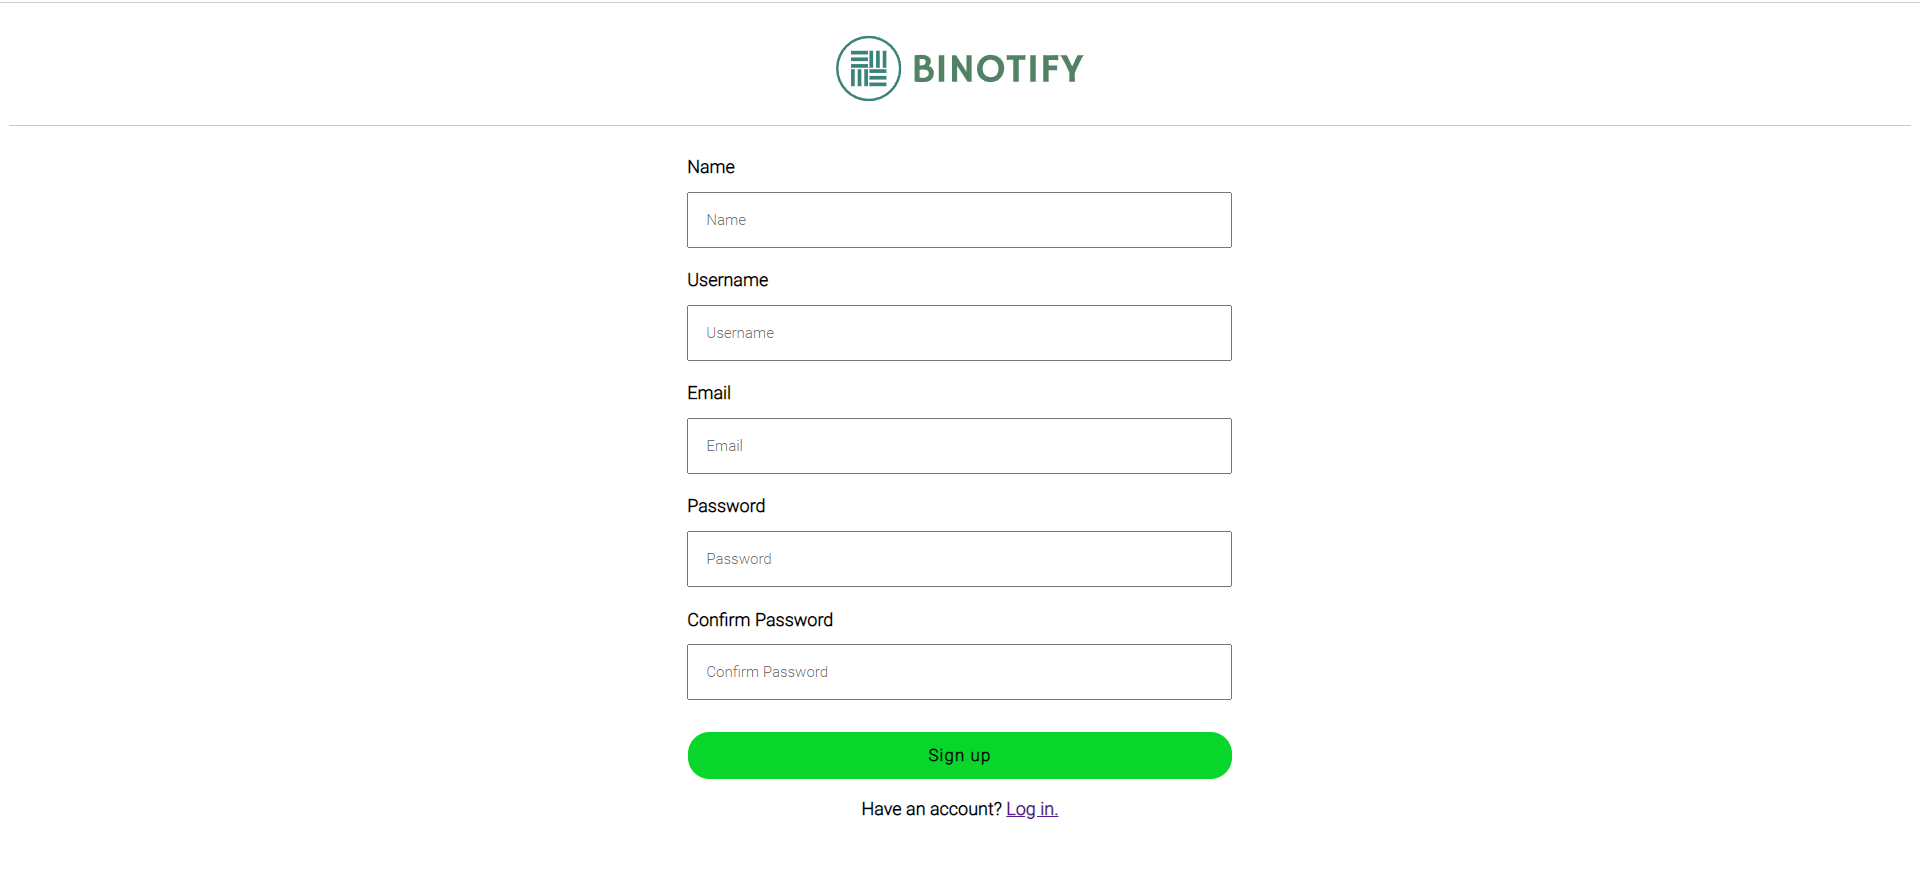 BINOTIFY
Name
Name
Username
Username
Email
Email
Password
Password
Confirm Password
Confirm Password
Sign up
Have an account? Log in.